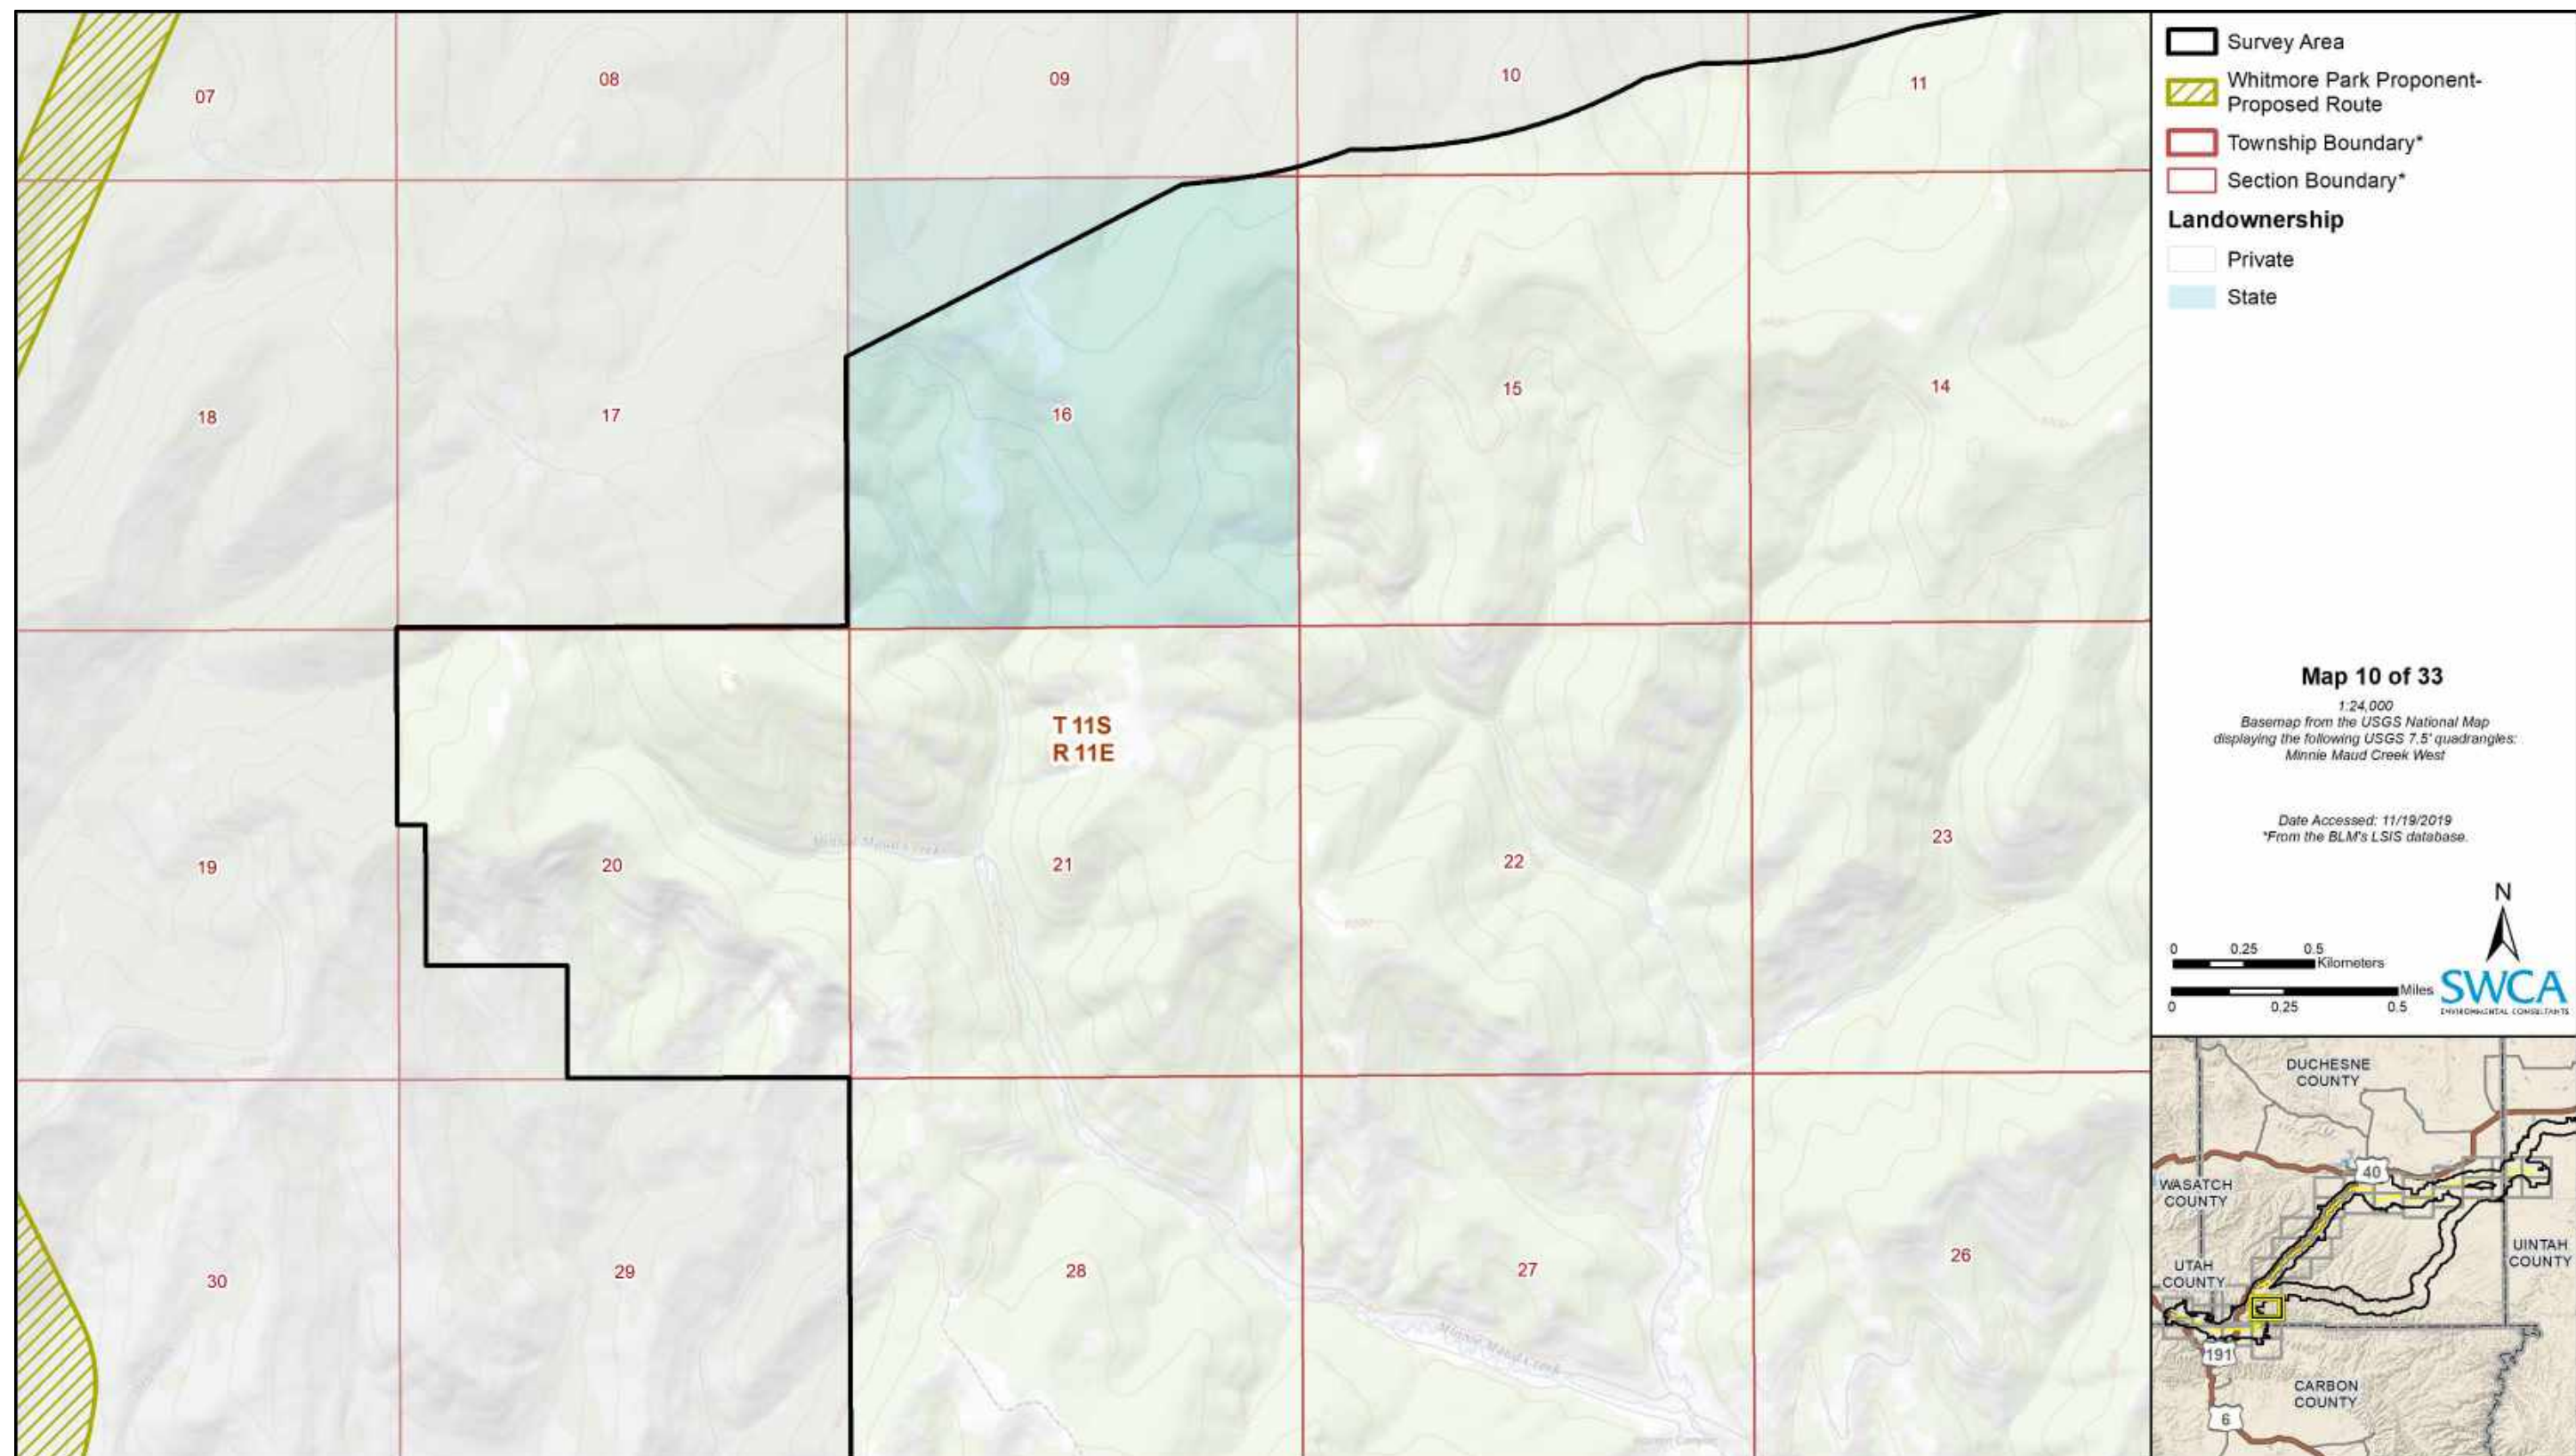 07
08
09
10
11
18
17
16
15
14
T 11S
R 11E
19
20
21
22
23
Minnie Maud Creek
30
29
28
27
26
Minnie Maud Creek
Survey Area
Whitmore Park Proponent-
Proposed Route
Township Boundary*
Section Boundary*
Landownership
Private
State
Map 10 of 33
1:24,000
Basemap from the USGS National Map
displaying the following USGS 7.5' quadrangles:
Minnie Maud Creek West
Date Accessed: 11/19/2019
*From the BLM's LSIS database.
N
0 0.25 0.5
Kilometers
Miles
0 0.25 0.5
SWCA
ENVIRONMENTAL CONSULTANTS
DUCHESNE
COUNTY
40
WASATCH
COUNTY
UTAH
COUNTY
UINTAH
COUNTY
191
CARBON
COUNTY
6